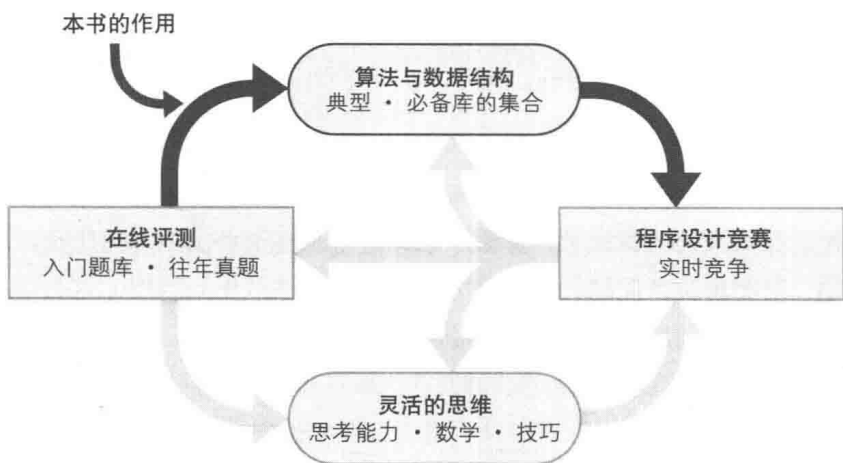 本书的作用
算法与数据结构
典型 · 必备库的集合
在线评测
入门题库 · 往年真题
程序设计竞赛
实时竞争
灵活的思维
思考能力 · 数学 · 技巧